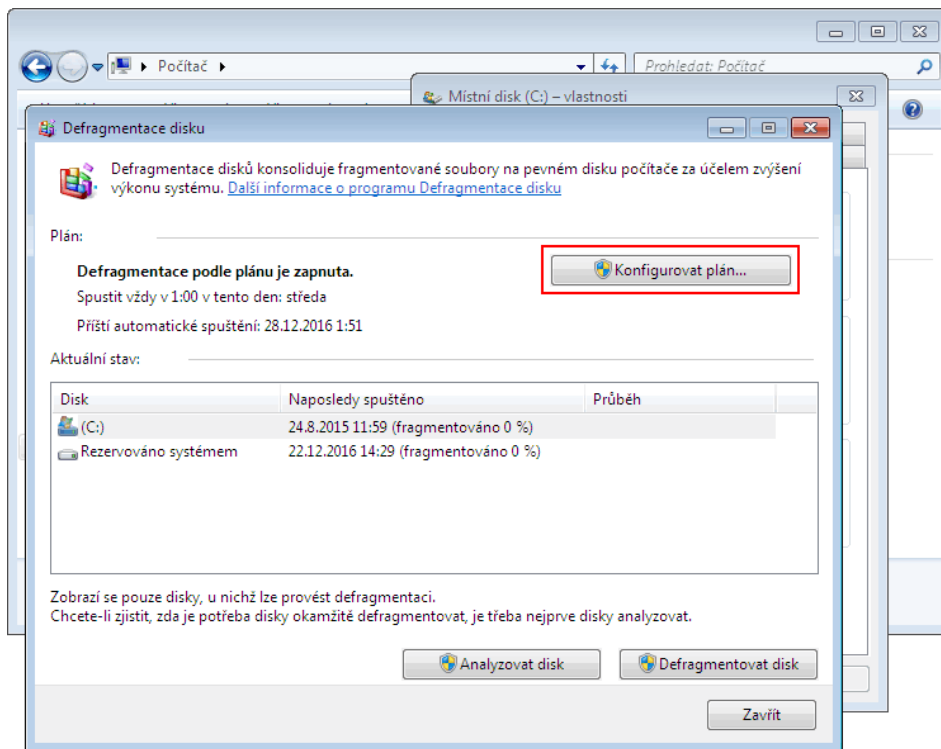 Počítač
Prohledat: Počítač
Místní disk (C:) – vlastnosti
Defragmentace disku
Defragmentace disků konsoliduje fragmentované soubory na pevném disku počítače za účelem zvýšení
výkonu systému. Další informace o programu Defragmentace disku
Plán:
Defragmentace podle plánu je zapnuta.
Konfigurovat plán...
Spustit vždy v 1:00 v tento den: středa
Příští automatické spuštění: 28.12.2016 1:51
Aktuální stav:
Disk Naposledy spuštěno Průběh
(C:) 24.8.2015 11:59 (fragmentováno 0 %)
Rezervováno systémem 22.12.2016 14:29 (fragmentováno 0 %)
Zobrazí se pouze disky, u nichž lze provést defragmentaci.
Chcete-li zjistit, zda je potřeba disky okamžitě defragmentovat, je třeba nejprve disky analyzovat.
Analyzovat disk Defragmentovat disk
Zavřít